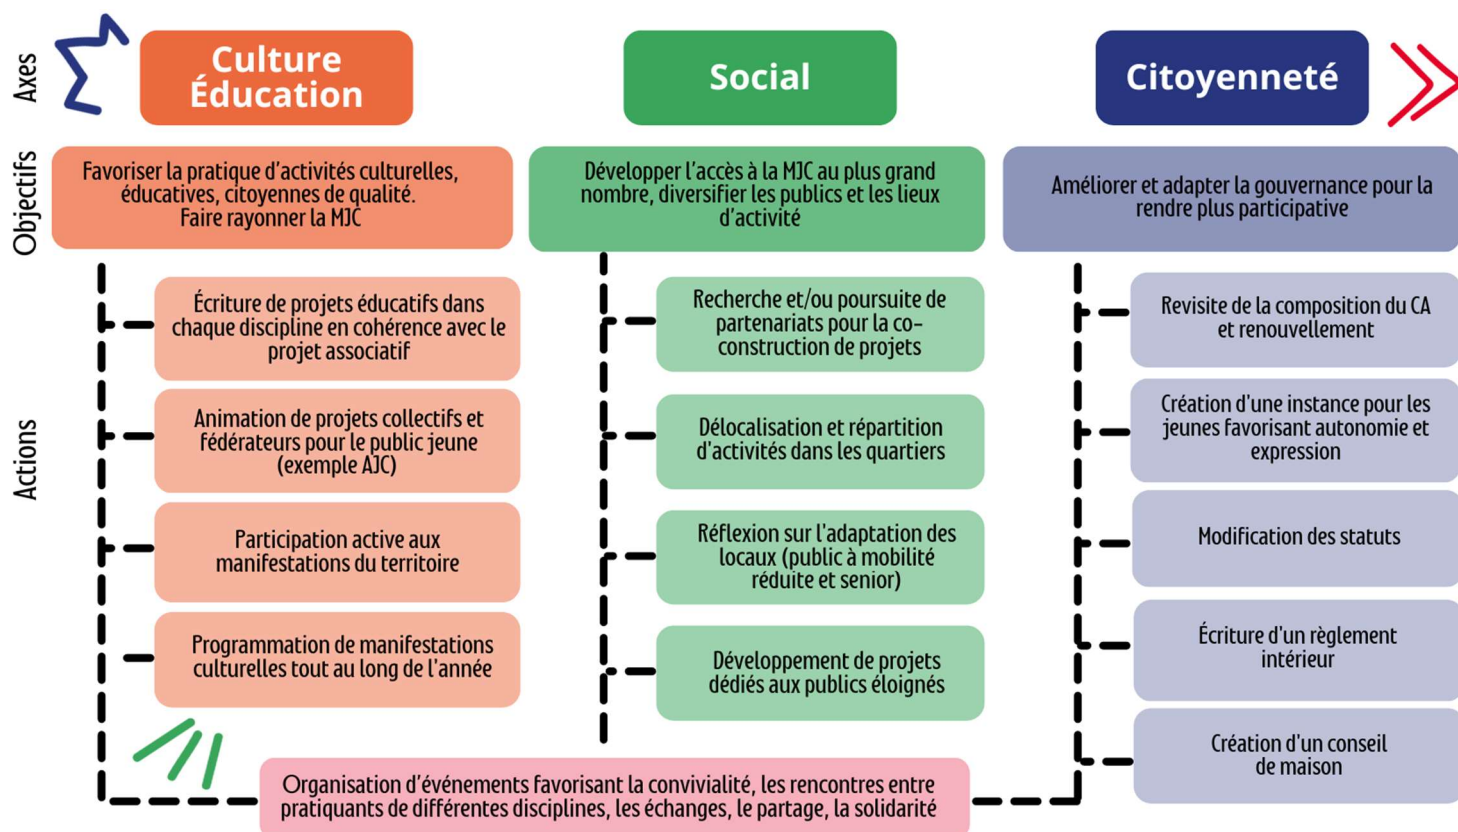 Axes
Culture
Éducation
Social
Citoyenneté
Objectifs
Favoriser la pratique d'activités culturelles,
éducatives, citoyennes de qualité.
Faire rayonner la MJC
Développer l'accès à la MJC au plus grand
nombre, diversifier les publics et les lieux
d'activité
Améliorer et adapter la gouvernance pour la
rendre plus participative
Actions
Écriture de projets éducatifs dans
chaque discipline en cohérence avec le
projet associatif
Animation de projets collectifs et
fédérateurs pour le public jeune
(exemple AJC)
Participation active aux
manifestations du territoire
Programmation de manifestations
culturelles tout au long de l'année
Recherche et/ou poursuite de
partenariats pour la co-
construction de projets
Délocalisation et répartition
d'activités dans les quartiers
Réflexion sur l'adaptation des
locaux (public à mobilité
réduite et senior)
Développement de projets
dédiés aux publics éloignés
Revisite de la composition du CA
et renouvellement
Création d'une instance pour les
jeunes favorisant autonomie et
expression
Modification des statuts
Écriture d'un règlement
intérieur
Création d'un conseil
de maison
Organisation d'événements favorisant la convivialité, les rencontres entre
pratiquants de différentes disciplines, les échanges, le partage, la solidarité